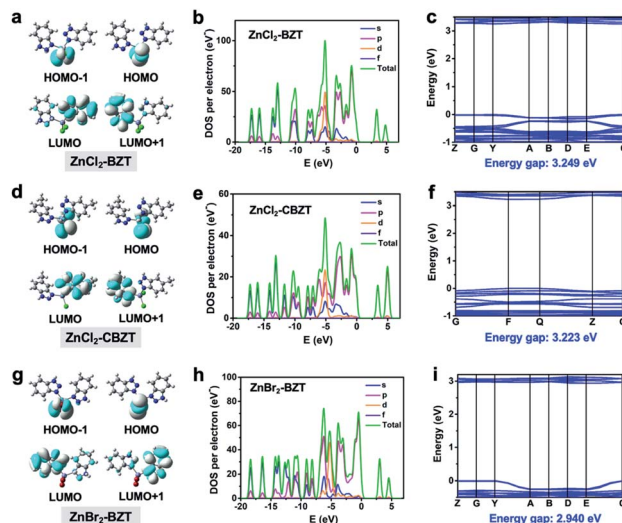 a
HOMO-1 HOMO
LUMO LUMO+1
ZnCl₂-BZT
b
ZnCl₂-BZT
s
p
d
f
Total
DOS per electron (eV⁻)
100
75
50
25
0
-20 -15 -10 -5 0 5
E (eV)
c
Energy (eV)
3
2
1
0
-1
Z G Y A B D E
Energy gap: 3.249 eV
d
HOMO-1 HOMO
LUMO LUMO+1
ZnCl₂-CBZT
e
ZnCl₂-CBZT
s
p
d
f
Total
DOS per electron (eV⁻)
60
40
20
0
-20 -15 -10 -5 0 5
E (eV)
f
Energy (eV)
3
2
1
0
-1
G F Q Z
Energy gap: 3.223 eV
g
HOMO-1 HOMO
LUMO LUMO+1
ZnBr₂-BZT
h
ZnBr₂-BZT
s
p
d
f
Total
DOS per electron (eV⁻)
100
80
60
40
20
0
-20 -15 -10 -5 0 5
E (eV)
i
Energy (eV)
3
2
1
0
Z G Y A B D E
Energy gap: 2.940 eV